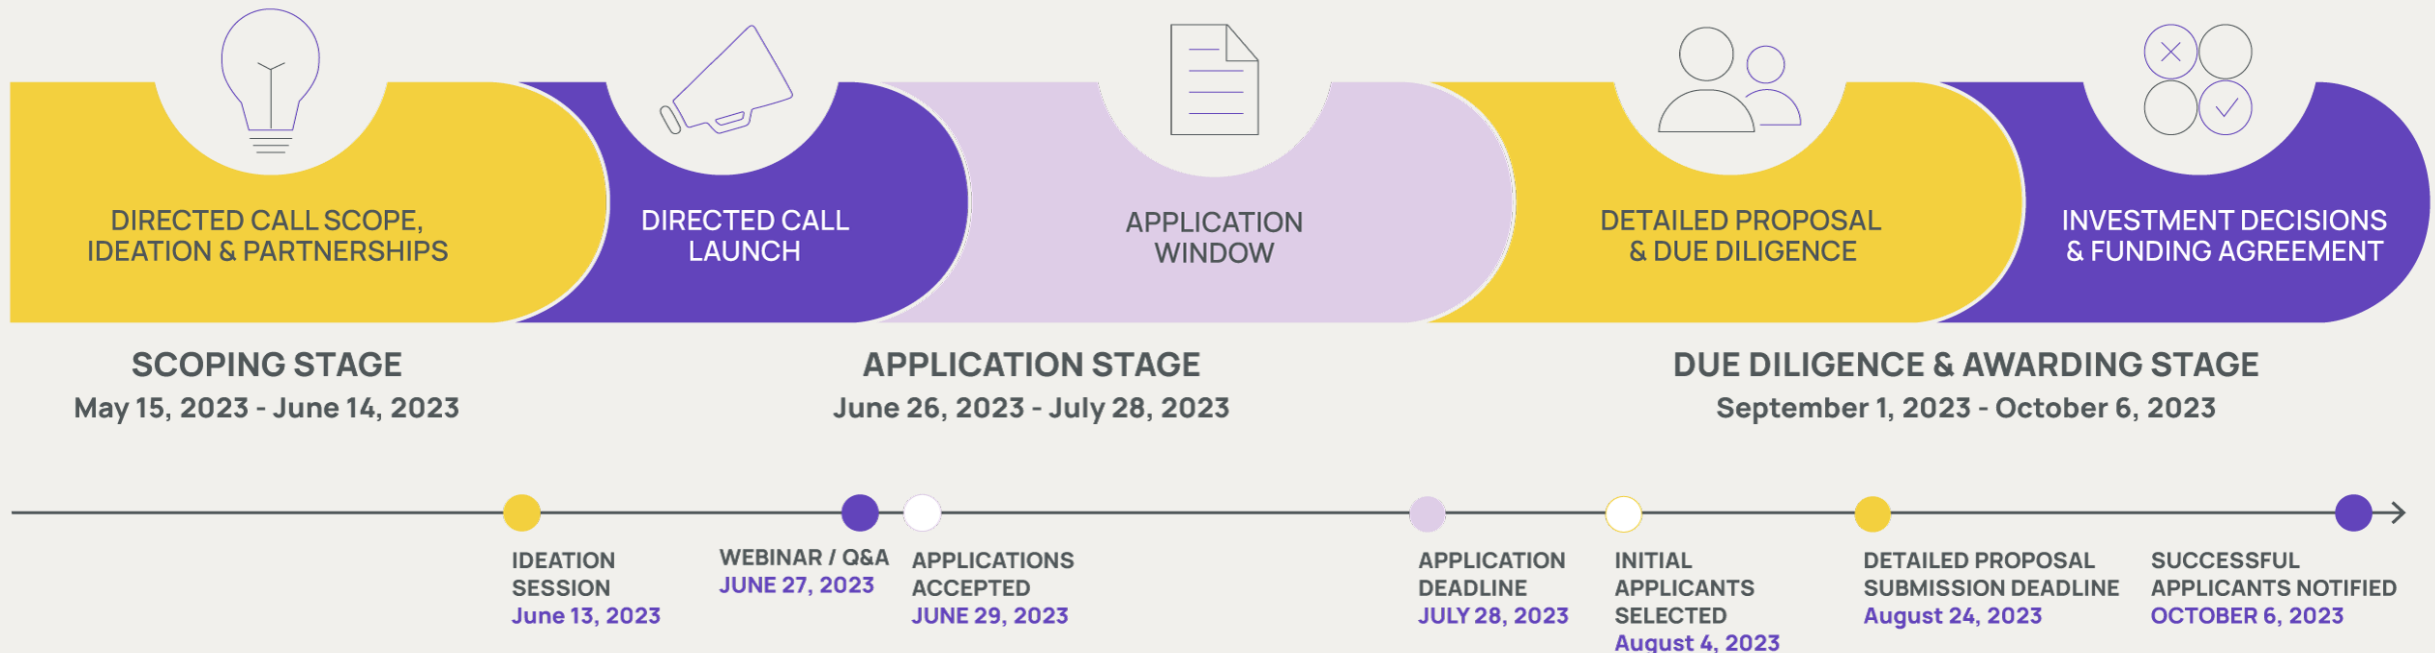 DIRECTED CALL SCOPE,
IDEATION & PARTNERSHIPS
DIRECTED CALL
LAUNCH
APPLICATION
WINDOW
DETAILED PROPOSAL
& DUE DILIGENCE
INVESTMENT DECISIONS
& FUNDING AGREEMENT
SCOPING STAGE
May 15, 2023 - June 14, 2023
APPLICATION STAGE
June 26, 2023 - July 28, 2023
DUE DILIGENCE & AWARDING STAGE
September 1, 2023 - October 6, 2023
IDEATION
SESSION
June 13, 2023
WEBINAR / Q&A
JUNE 27, 2023
APPLICATIONS
ACCEPTED
JUNE 29, 2023
APPLICATION
DEADLINE
JULY 28, 2023
INITIAL
APPLICANTS
SELECTED
August 4, 2023
DETAILED PROPOSAL
SUBMISSION DEADLINE
August 24, 2023
SUCCESSFUL
APPLICANTS NOTIFIED
OCTOBER 6, 2023